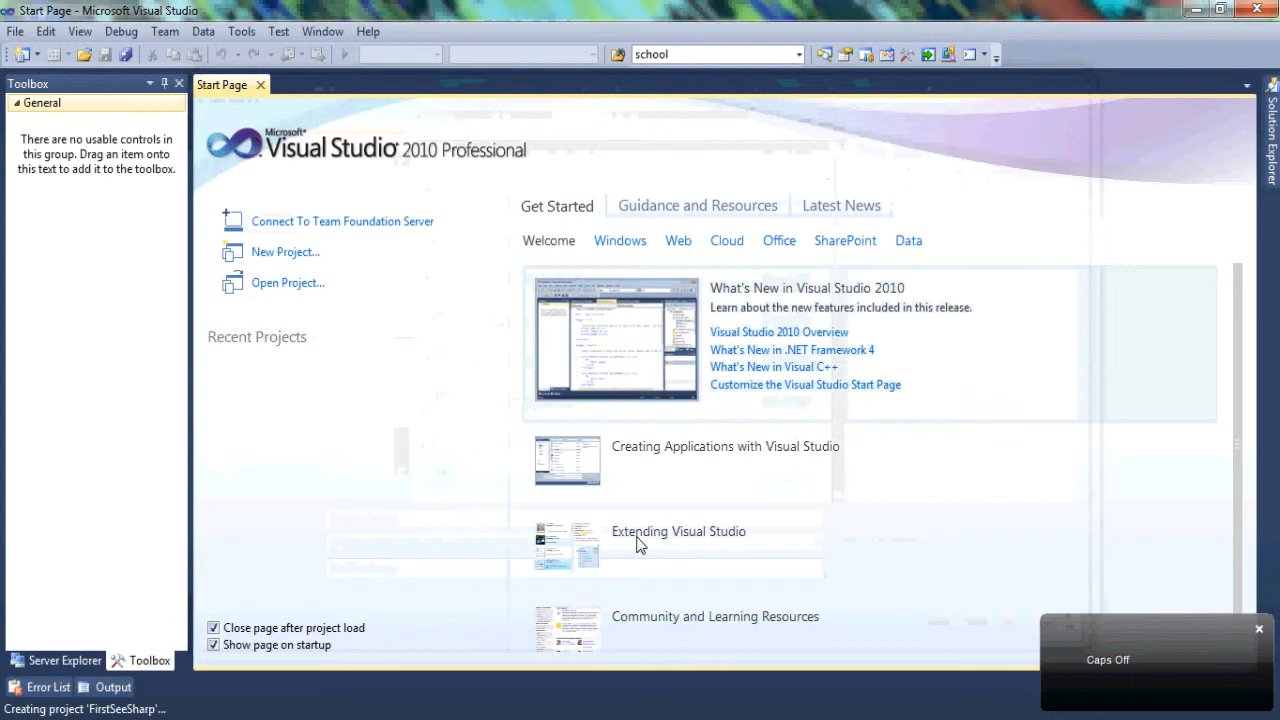 Start Page - Microsoft Visual Studio
File Edit View Debug Team Data Tools Test Window Help
school
Toolbox
Start Page
Solution Explorer
General
There are no usable controls in
this group. Drag an item onto
this text to add it to the toolbox.
Microsoft
Visual Studio 2010 Professional
Connect To Team Foundation Server
New Project...
Open Project...
Recent Projects
Get Started
Guidance and Resources
Latest News
Welcome Windows Web Cloud Office SharePoint Data
What's New in Visual Studio 2010
Learn about the new features included in this release.
Visual Studio 2010 Overview
What's New in .NET Framework 4
What's New in Visual C++
Customize the Visual Studio Start Page
Creating Applications with Visual Studio
Extending Visual Studio
Community and Learning Resources
Close page after project load
Show page on startup
Caps Off
Server Explorer Toolbox
Error List Output
Creating project 'FirstSeeSharp'...